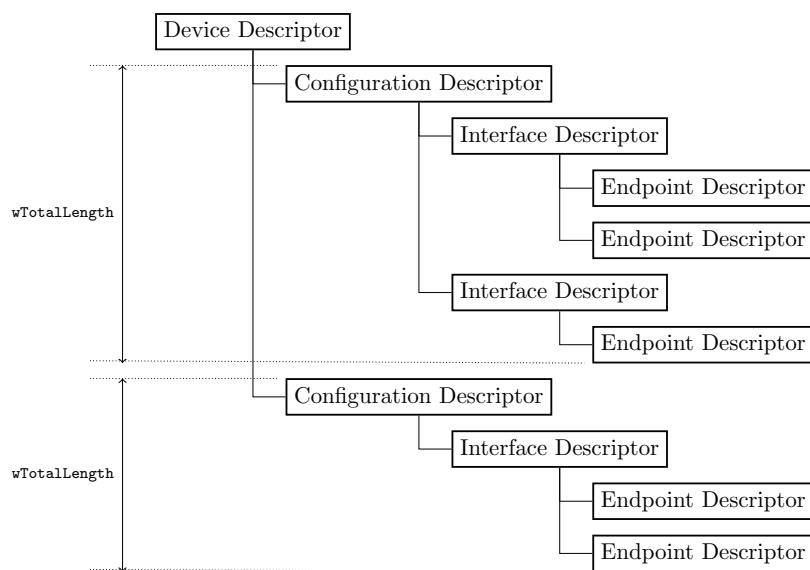 Device Descriptor
Configuration Descriptor
Interface Descriptor
Endpoint Descriptor
wTotalLength
Endpoint Descriptor
Interface Descriptor
Endpoint Descriptor
Configuration Descriptor
Interface Descriptor
wTotalLength
Endpoint Descriptor
Endpoint Descriptor